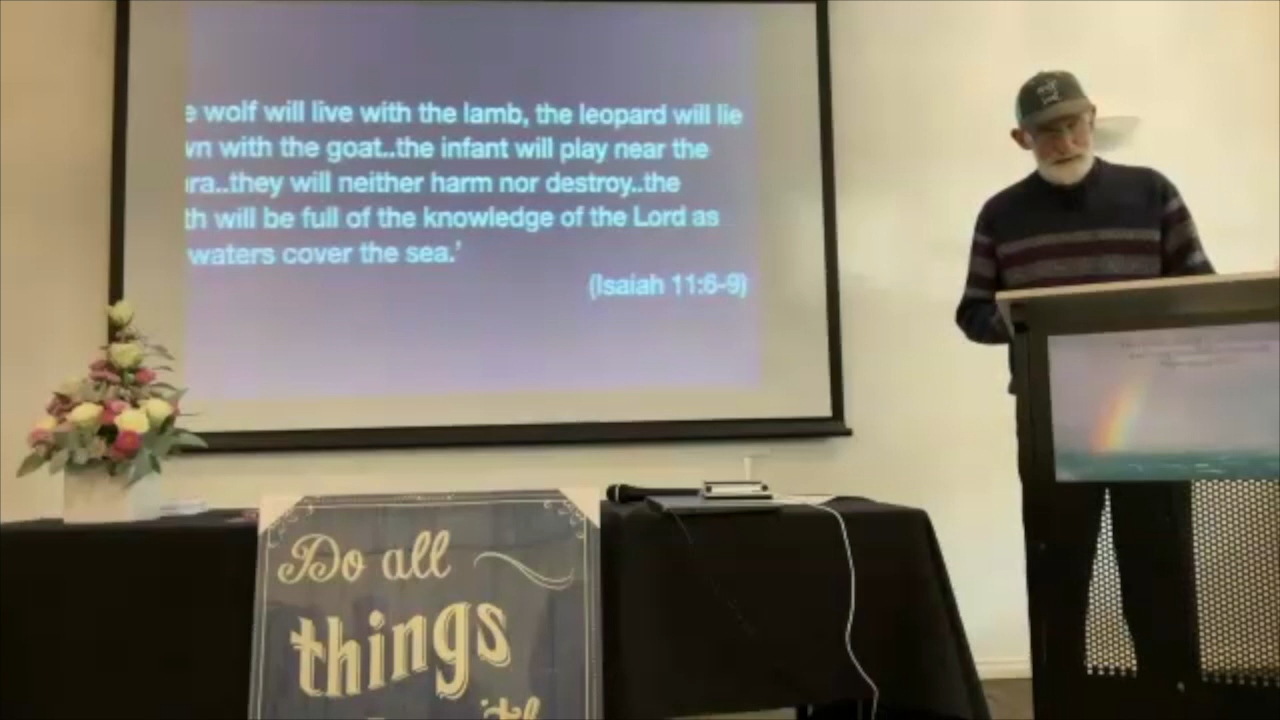 e wolf will live with the lamb, the leopard will lie
wn with the goat..the infant will play near the
ra..they will neither harm nor destroy..the
th will be full of the knowledge of the Lord as
waters cover the sea.'
(Isaiah 11:6-9)
Do all
things